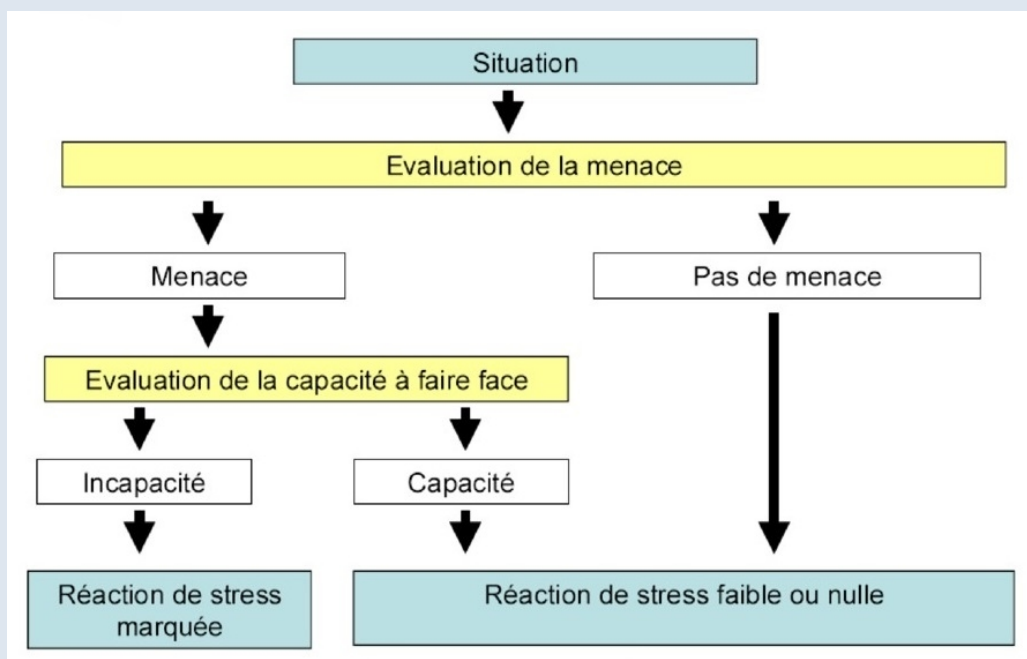 Situation
Evaluation de la menace
Menace
Pas de menace
Evaluation de la capacité à faire face
Incapacité
Capacité
Réaction de stress
marquée
Réaction de stress faible ou nulle